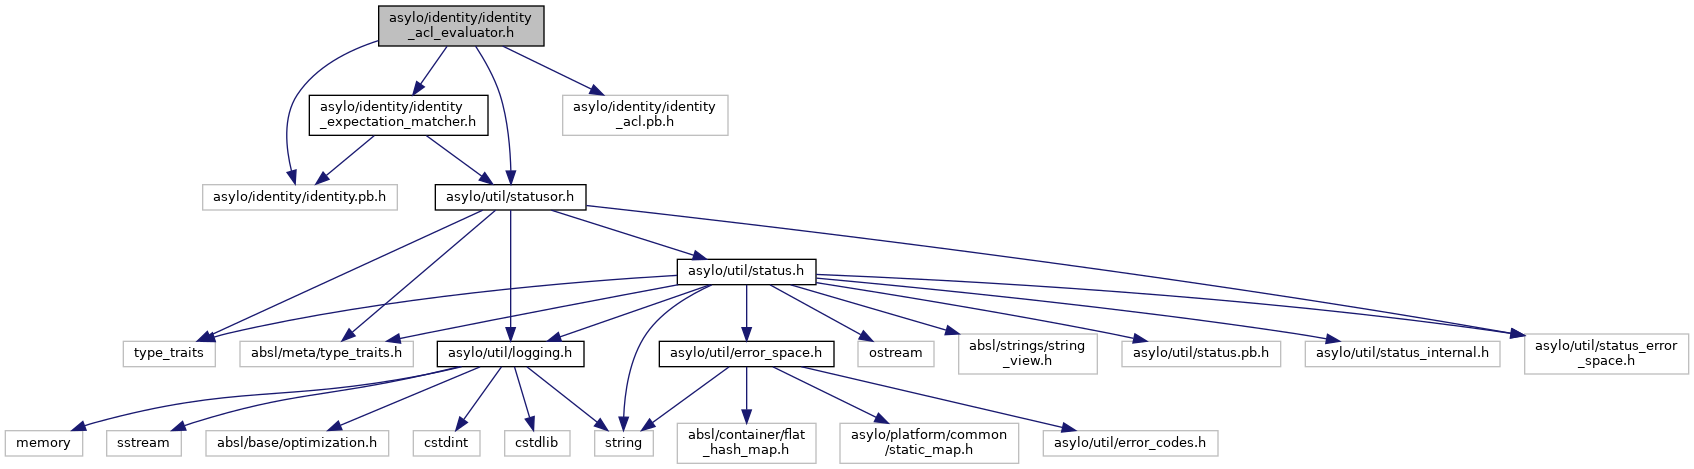 asylo/identity/identity
_acl_evaluator.h
asylo/identity/identity
_expectation_matcher.h
asylo/identity/identity
_acl.pb.h
asylo/identity/identity.pb.h
asylo/util/statusor.h
asylo/util/status.h
type_traits
absl/meta/type_traits.h
asylo/util/logging.h
asylo/util/error_space.h
ostream
absl/strings/string
_view.h
asylo/util/status.pb.h
asylo/util/status_internal.h
asylo/util/status_error
_space.h
memory
sstream
absl/base/optimization.h
cstdint
cstdlib
string
absl/container/flat
_hash_map.h
asylo/platform/common
/static_map.h
asylo/util/error_codes.h